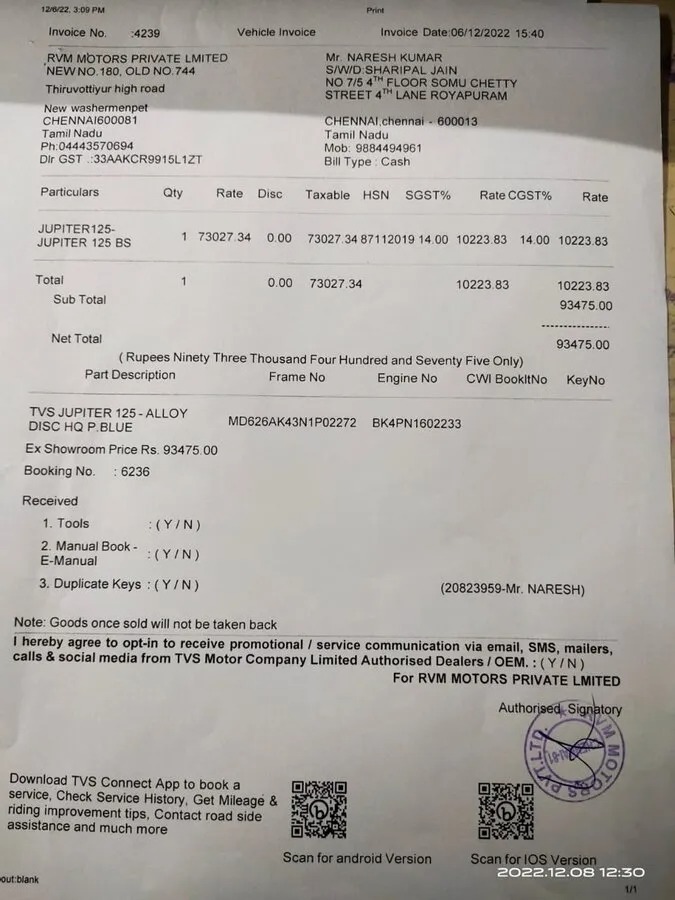 12/6/22, 3:09 PM Print
Invoice No. :4239 Vehicle Invoice Invoice Date:06/12/2022 15:40
RVM MOTORS PRIVATE LMITED
NEW NO.180, OLD NO.744
Thiruvottiyur high road
New washermenpet
CHENNAI600081
Tamil Nadu
Ph:04443570694
Dlr GST .:33AAKCR9915L1ZT
Mr. NARESH KUMAR
S/W/D:SHARIPAL JAIN
NO 7/5 4TH FLOOR SOMU CHETTY
STREET 4TH LANE ROYAPURAM
CHENNAI,chennai - 600013
Tamil Nadu
Mob: 9884494961
Bill Type : Cash
Particulars Qty Rate Disc Taxable HSN SGST% Rate CGST% Rate
JUPITER125-
JUPITER 125 BS 1 73027.34 0.00 73027.34 87112019 14.00 10223.83 14.00 10223.83
Total 1 0.00 73027.34 10223.83 10223.83
Sub Total 93475.00
Net Total 93475.00
( Rupees Ninety Three Thousand Four Hundred and Seventy Five Only)
Part Description Frame No Engine No CWI BookltNo KeyNo
TVS JUPITER 125 - ALLOY
DISC HQ P.BLUE MD626AK43N1P02272 BK4PN1602233
Ex Showroom Price Rs. 93475.00
Booking No. : 6236
Received
1. Tools : ( Y / N )
2. Manual Book -
E-Manual : ( Y / N )
3. Duplicate Keys : ( Y / N )
(20823959-Mr. NARESH)
Note: Goods once sold will not be taken back
I hereby agree to opt-in to receive promotional / service communication via email, SMS, mailers,
calls & social media from TVS Motor Company Limited Authorised Dealers / OEM. : ( Y / N )
For RVM MOTORS PRIVATE LMITED
Authorised Signatory
RVM MOTORS PVT.LTD.
Download TVS Connect App to book a
service, Check Service History, Get Mileage &
riding improvement tips, Contact road side
assistance and much more
Scan for android Version
Scan for IOS Version
2022.12.08 12:30
out:blank
1/1